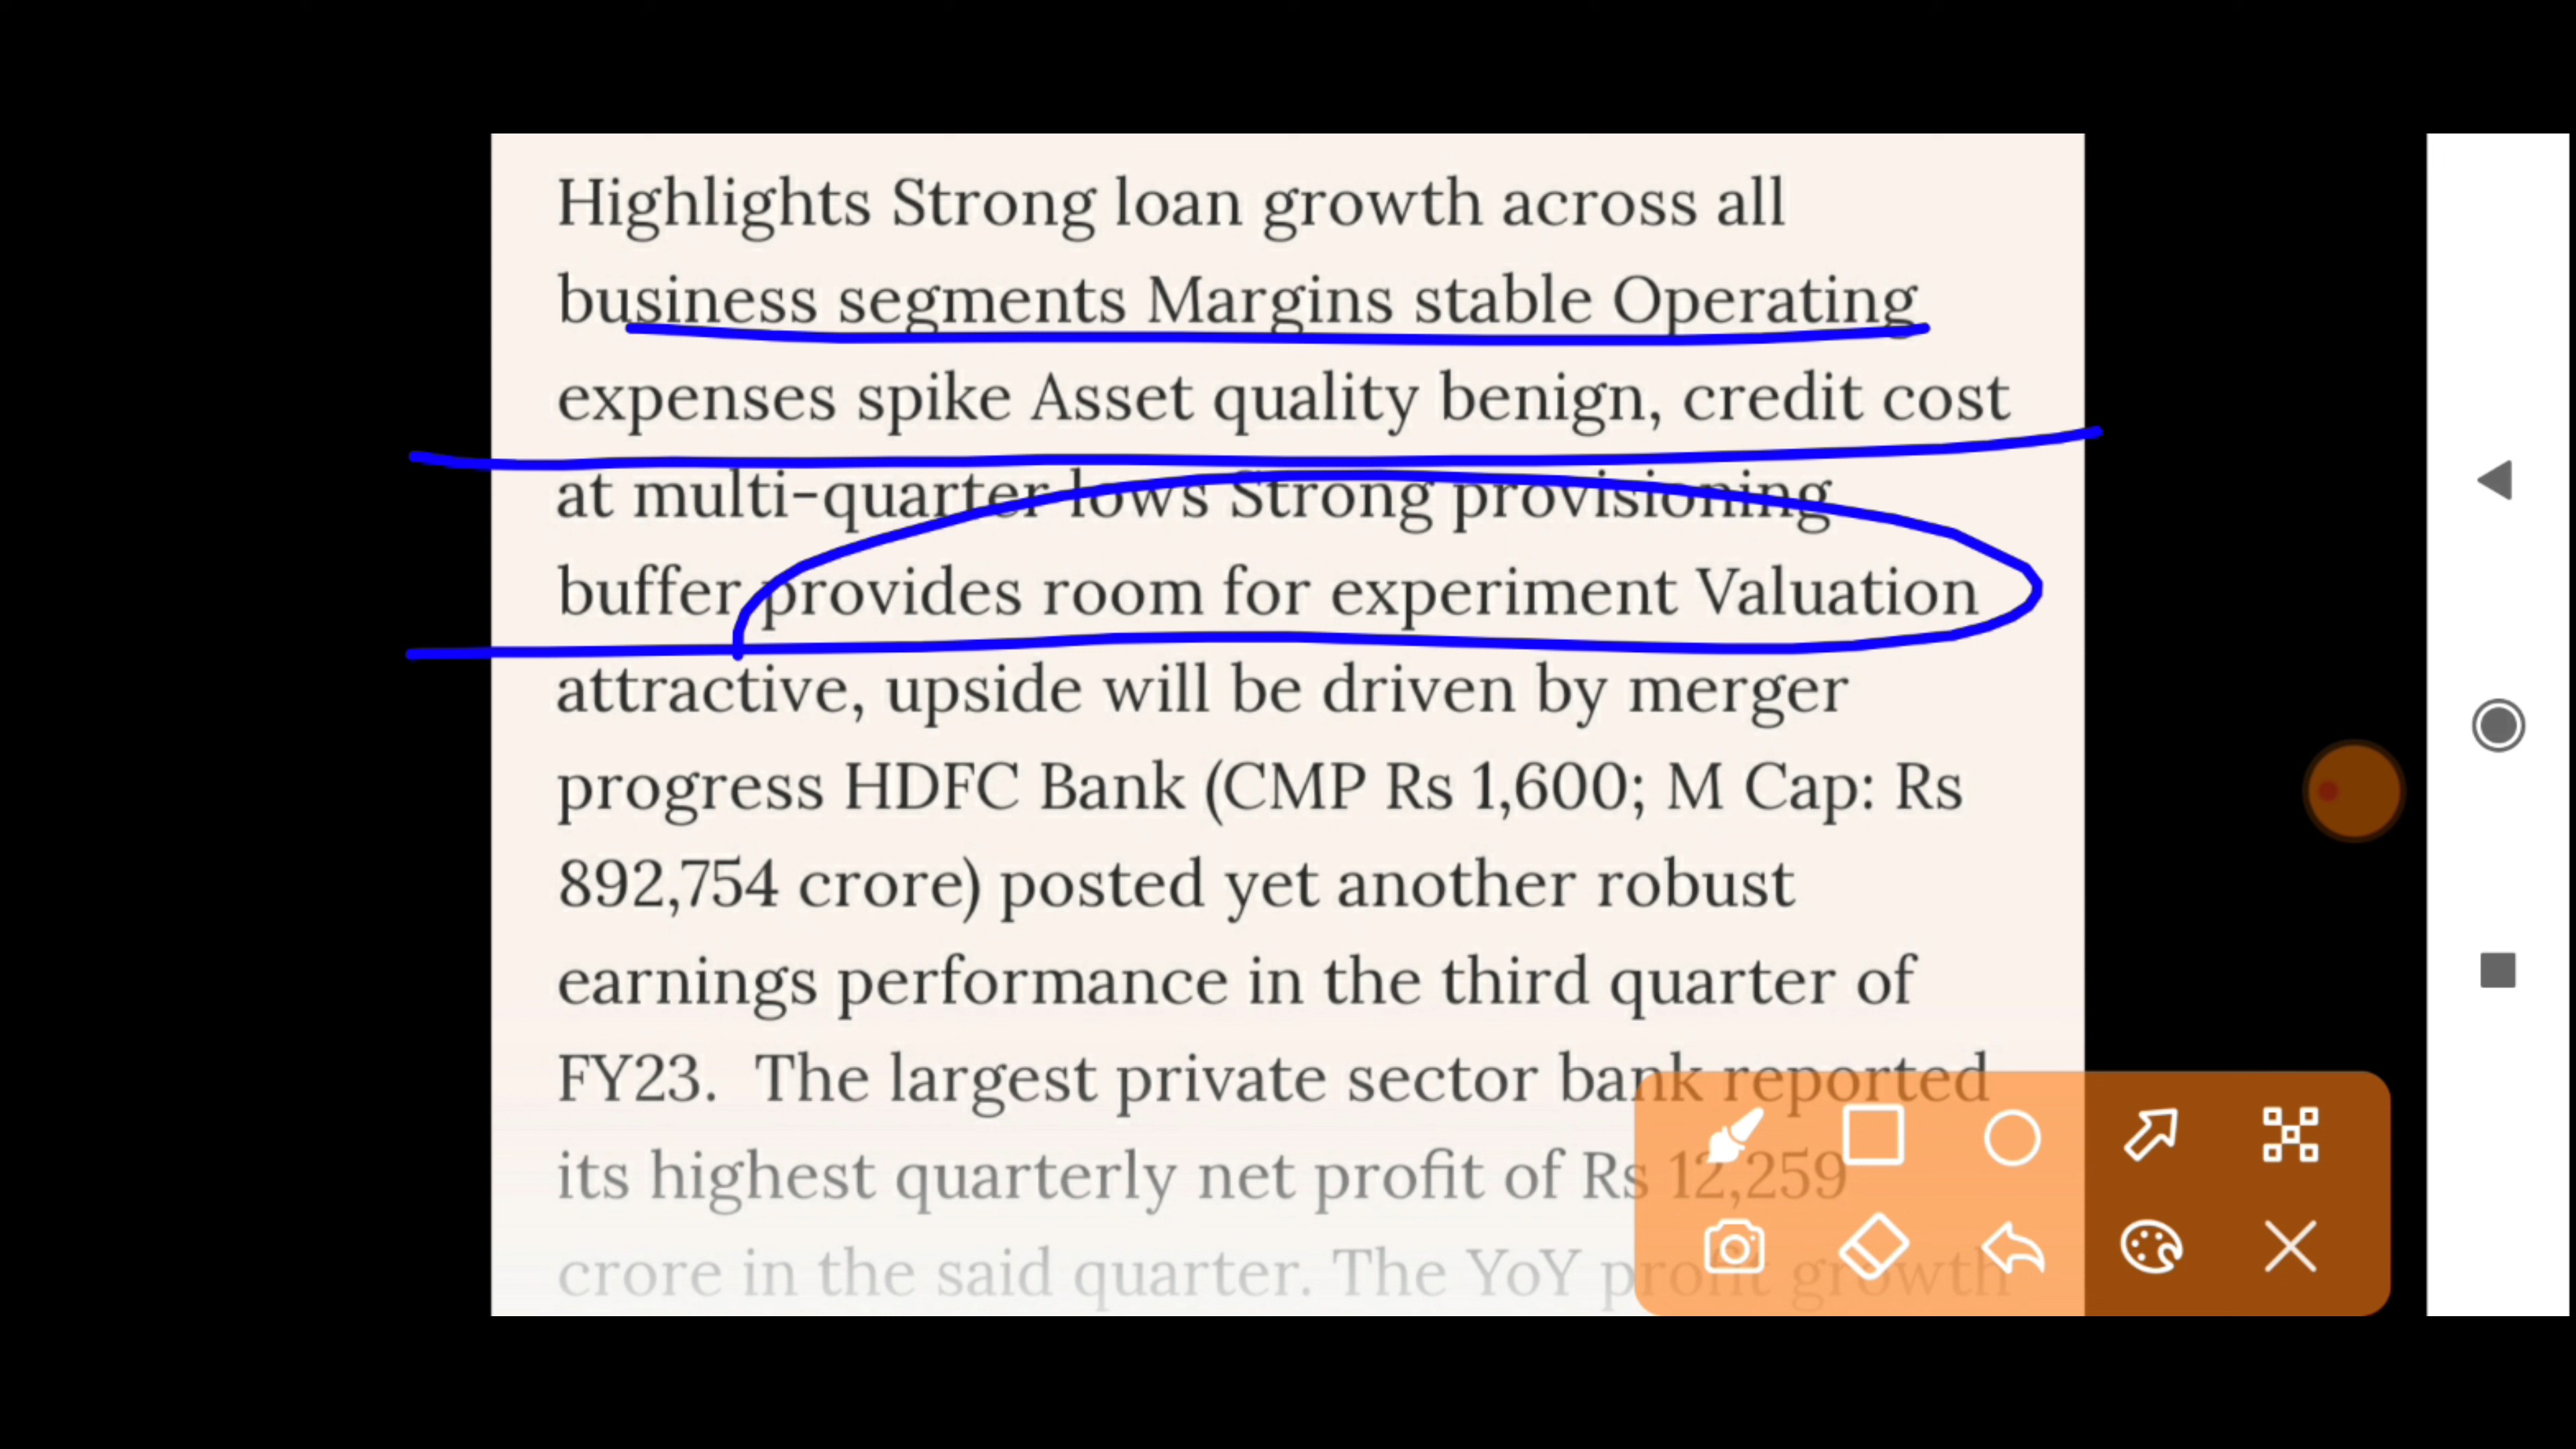 Highlights Strong loan growth across all
business segments Margins stable Operating
expenses spike Asset quality benign, credit cost
at multi-quarter lows Strong provisioning
buffer provides room for experiment Valuation
attractive, upside will be driven by merger
progress HDFC Bank (CMP Rs 1,600; M Cap: Rs
892,754 crore) posted yet another robust
earnings performance in the third quarter of
FY23. The largest private sector bank reported
its highest quarterly net profit of Rs 12,259
crore in the said quarter. The YoY profit growth